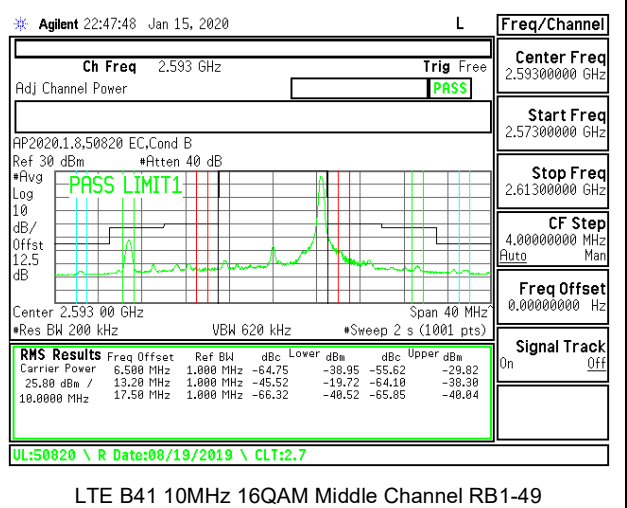 Agilent 22:47:48 Jan 15, 2020 L Freq/Channel
Ch Freq 2.593 GHz Trig Free
Adj Channel Power PASS
AP2020.1.8,50820 EC,Cond B
Ref 30 dBm #Atten 40 dB
#Avg
Log
10
dB/
Offst
12.5
dB
PASS LIMIT1
Center 2.593 00 GHz Span 40 MHz^
#Res BW 200 kHz VBW 620 kHz #Sweep 2 s (1001 pts)
RMS Results Freq Offset Ref BW dBc Lower dBm dBc Upper dBm
Carrier Power 6.500 MHz 1.000 MHz -64.75 -38.95 -55.62 -29.82
25.80 dBm / 13.20 MHz 1.000 MHz -45.52 -19.72 -64.10 -38.30
10.0000 MHz 17.50 MHz 1.000 MHz -66.32 -40.52 -65.85 -40.04
UL:50820 \ R Date:08/19/2019 \ CLT:2.7
Center Freq
2.59300000 GHz
Start Freq
2.57300000 GHz
Stop Freq
2.61300000 GHz
CF Step
4.00000000 MHz
Auto Man
Freq Offset
0.00000000 Hz
Signal Track
On Off
LTE B41 10MHz 16QAM Middle Channel RB1-49